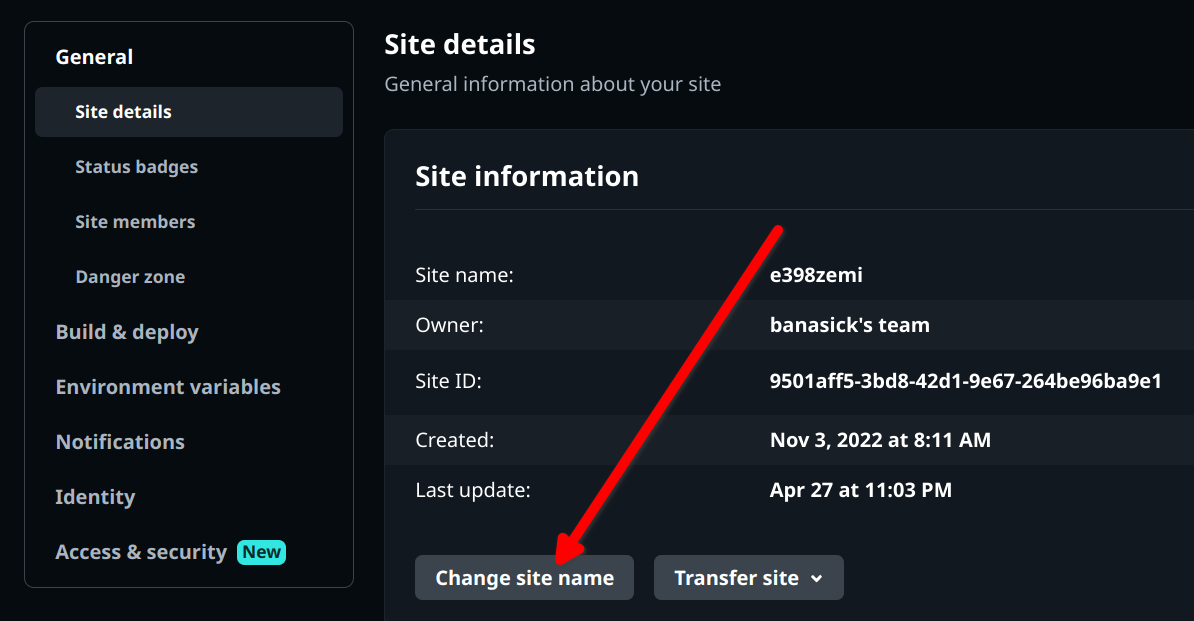 General
Site details
Status badges
Site members
Danger zone
Build & deploy
Environment variables
Notifications
Identity
Access & security New
Site details
General information about your site
Site information
Site name: e398zemi
Owner: banasick's team
Site ID: 9501aff5-3bd8-42d1-9e67-264be96ba9e1
Created: Nov 3, 2022 at 8:11 AM
Last update: Apr 27 at 11:03 PM
Change site name Transfer site